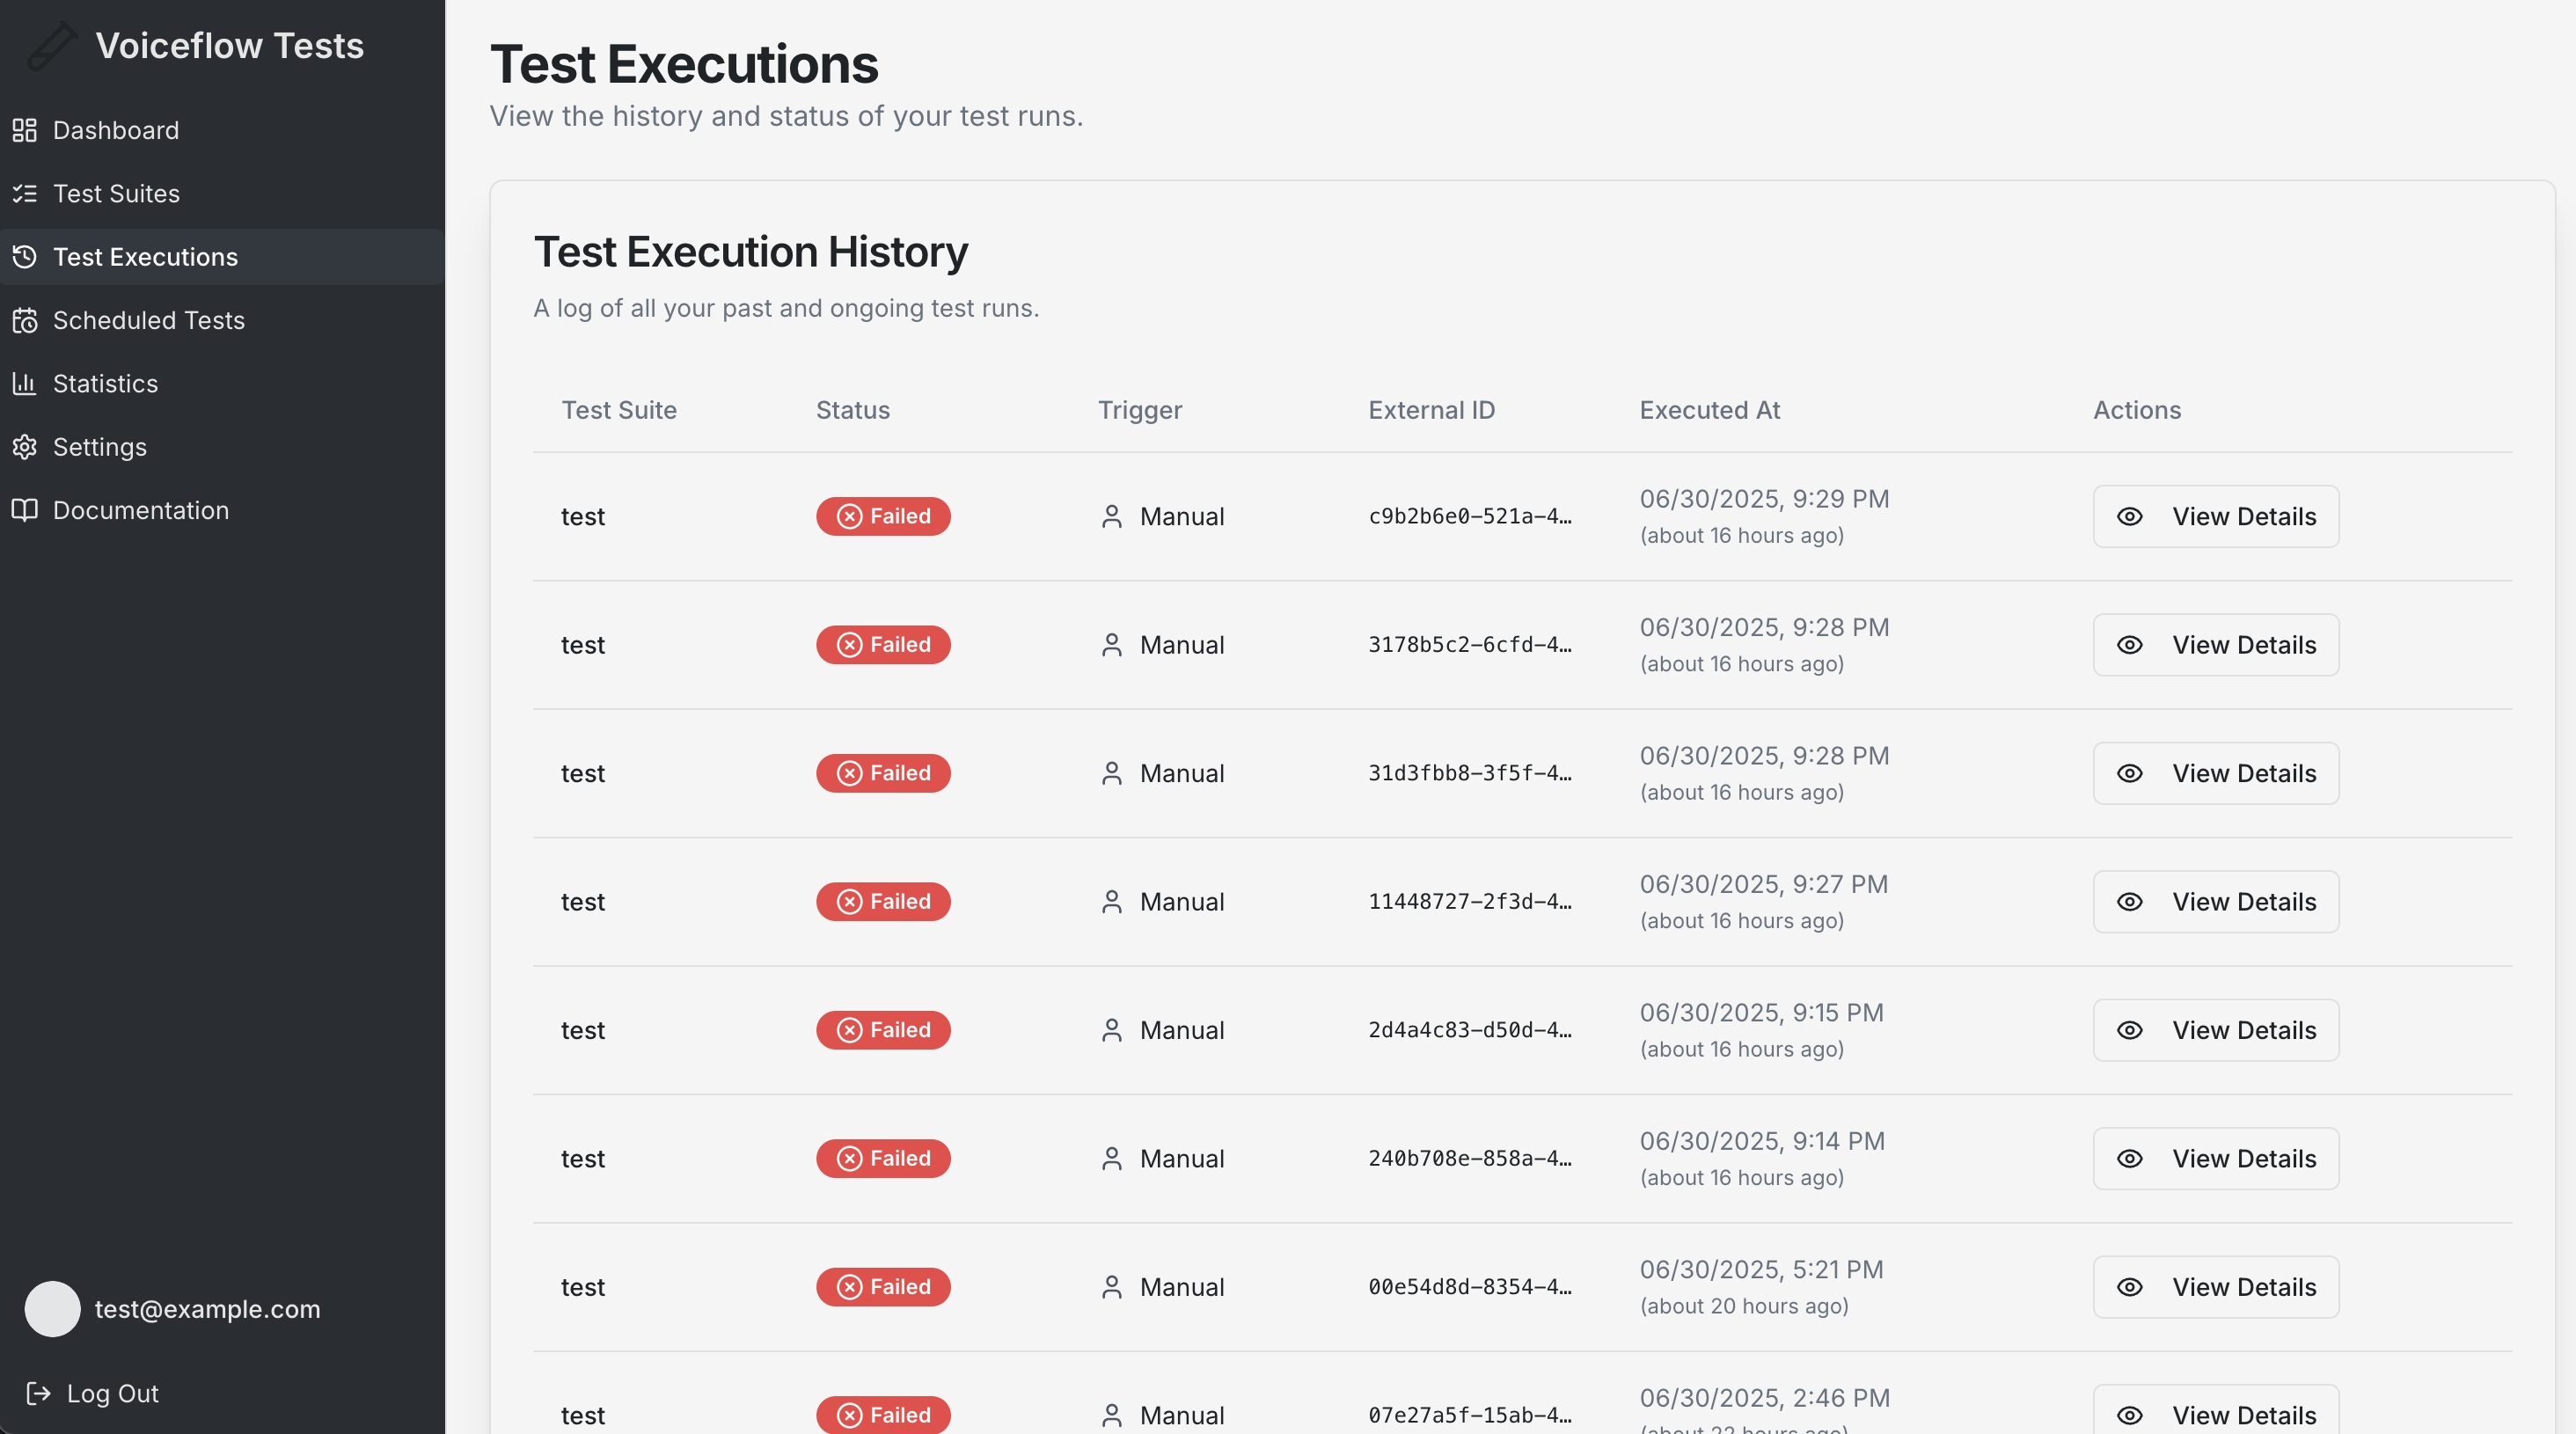 Voiceflow Tests
Dashboard
Test Suites
Test Executions
Scheduled Tests
Statistics
Settings
Documentation
test@example.com
Log Out
Test Executions
View the history and status of your test runs.
Test Execution History
A log of all your past and ongoing test runs.
Test Suite Status Trigger External ID Executed At Actions
test Failed Manual c9b2b6e0-521a-4… 06/30/2025, 9:29 PM View Details
(about 16 hours ago)
test Failed Manual 3178b5c2-6cfd-4… 06/30/2025, 9:28 PM View Details
(about 16 hours ago)
test Failed Manual 31d3fbb8-3f5f-4… 06/30/2025, 9:28 PM View Details
(about 16 hours ago)
test Failed Manual 11448727-2f3d-4… 06/30/2025, 9:27 PM View Details
(about 16 hours ago)
test Failed Manual 2d4a4c83-d50d-4… 06/30/2025, 9:15 PM View Details
(about 16 hours ago)
test Failed Manual 240b708e-858a-4… 06/30/2025, 9:14 PM View Details
(about 16 hours ago)
test Failed Manual 00e54d8d-8354-4… 06/30/2025, 5:21 PM View Details
(about 20 hours ago)
test Failed Manual 07e27a5f-15ab-4… 06/30/2025, 2:46 PM View Details
(about 22 hours ago)